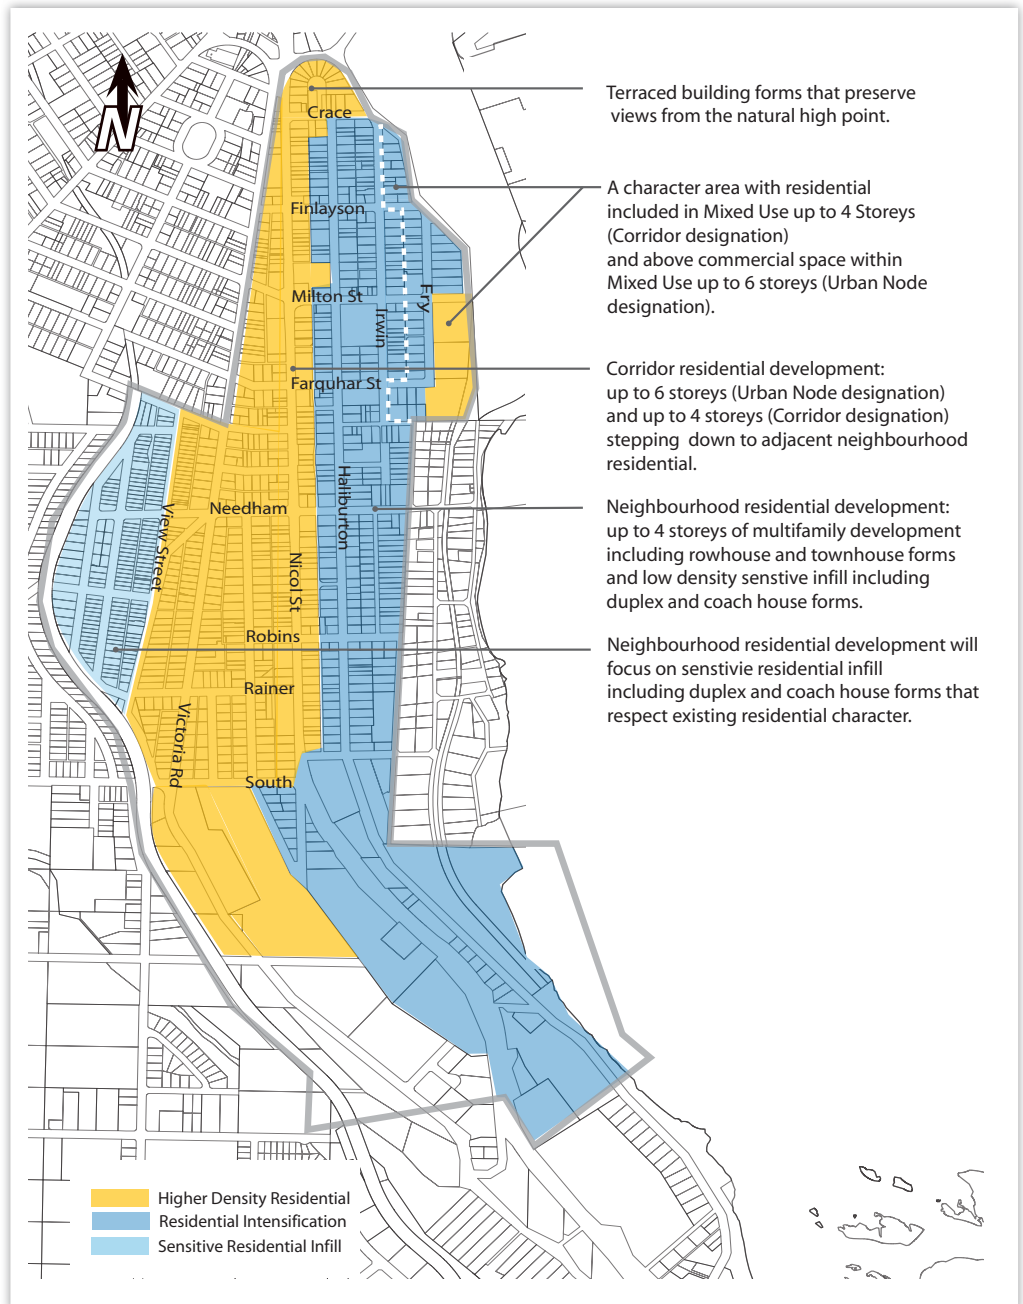 N
Crace
Finlayson
Milton St
Fry
Irwin
Farquhar St
Haliburton
Needham
View Street
Nicol St
Robins
Rainer
Victoria Rd
South
Terraced building forms that preserve
views from the natural high point.
A character area with residential
included in Mixed Use up to 4 Storeys
(Corridor designation)
and above commercial space within
Mixed Use up to 6 storeys (Urban Node
designation).
Corridor residential development:
up to 6 storeys (Urban Node designation)
and up to 4 storeys (Corridor designation)
stepping down to adjacent neighbourhood
residential.
Neighbourhood residential development:
up to 4 storeys of multifamily development
including rowhouse and townhouse forms
and low density senstive infill including
duplex and coach house forms.
Neighbourhood residential development will
focus on senstivie residential infill
including duplex and coach house forms that
respect existing residential character.
Higher Density Residential
Residential Intensification
Sensitive Residential Infill